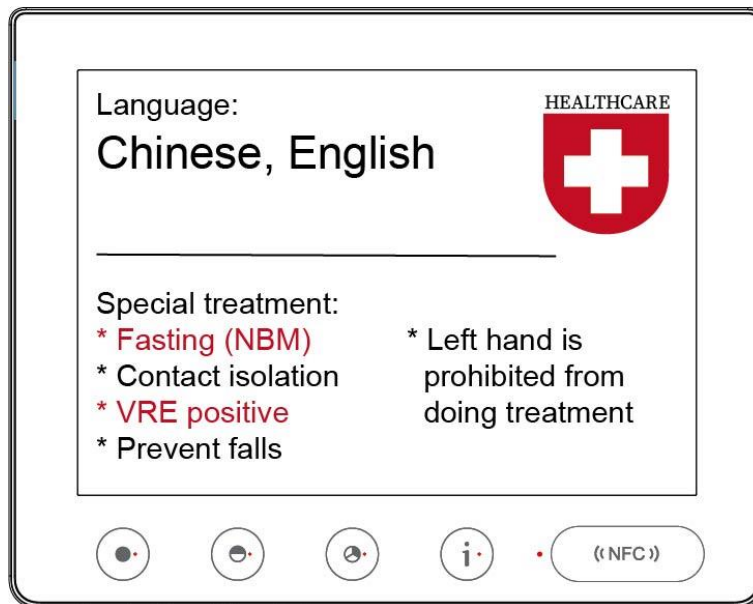 Language:
Chinese, English
HEALTHCARE
Special treatment:
* Fasting (NBM)
* Contact isolation
* VRE positive
* Prevent falls
* Left hand is
prohibited from
doing treatment
i
NFC